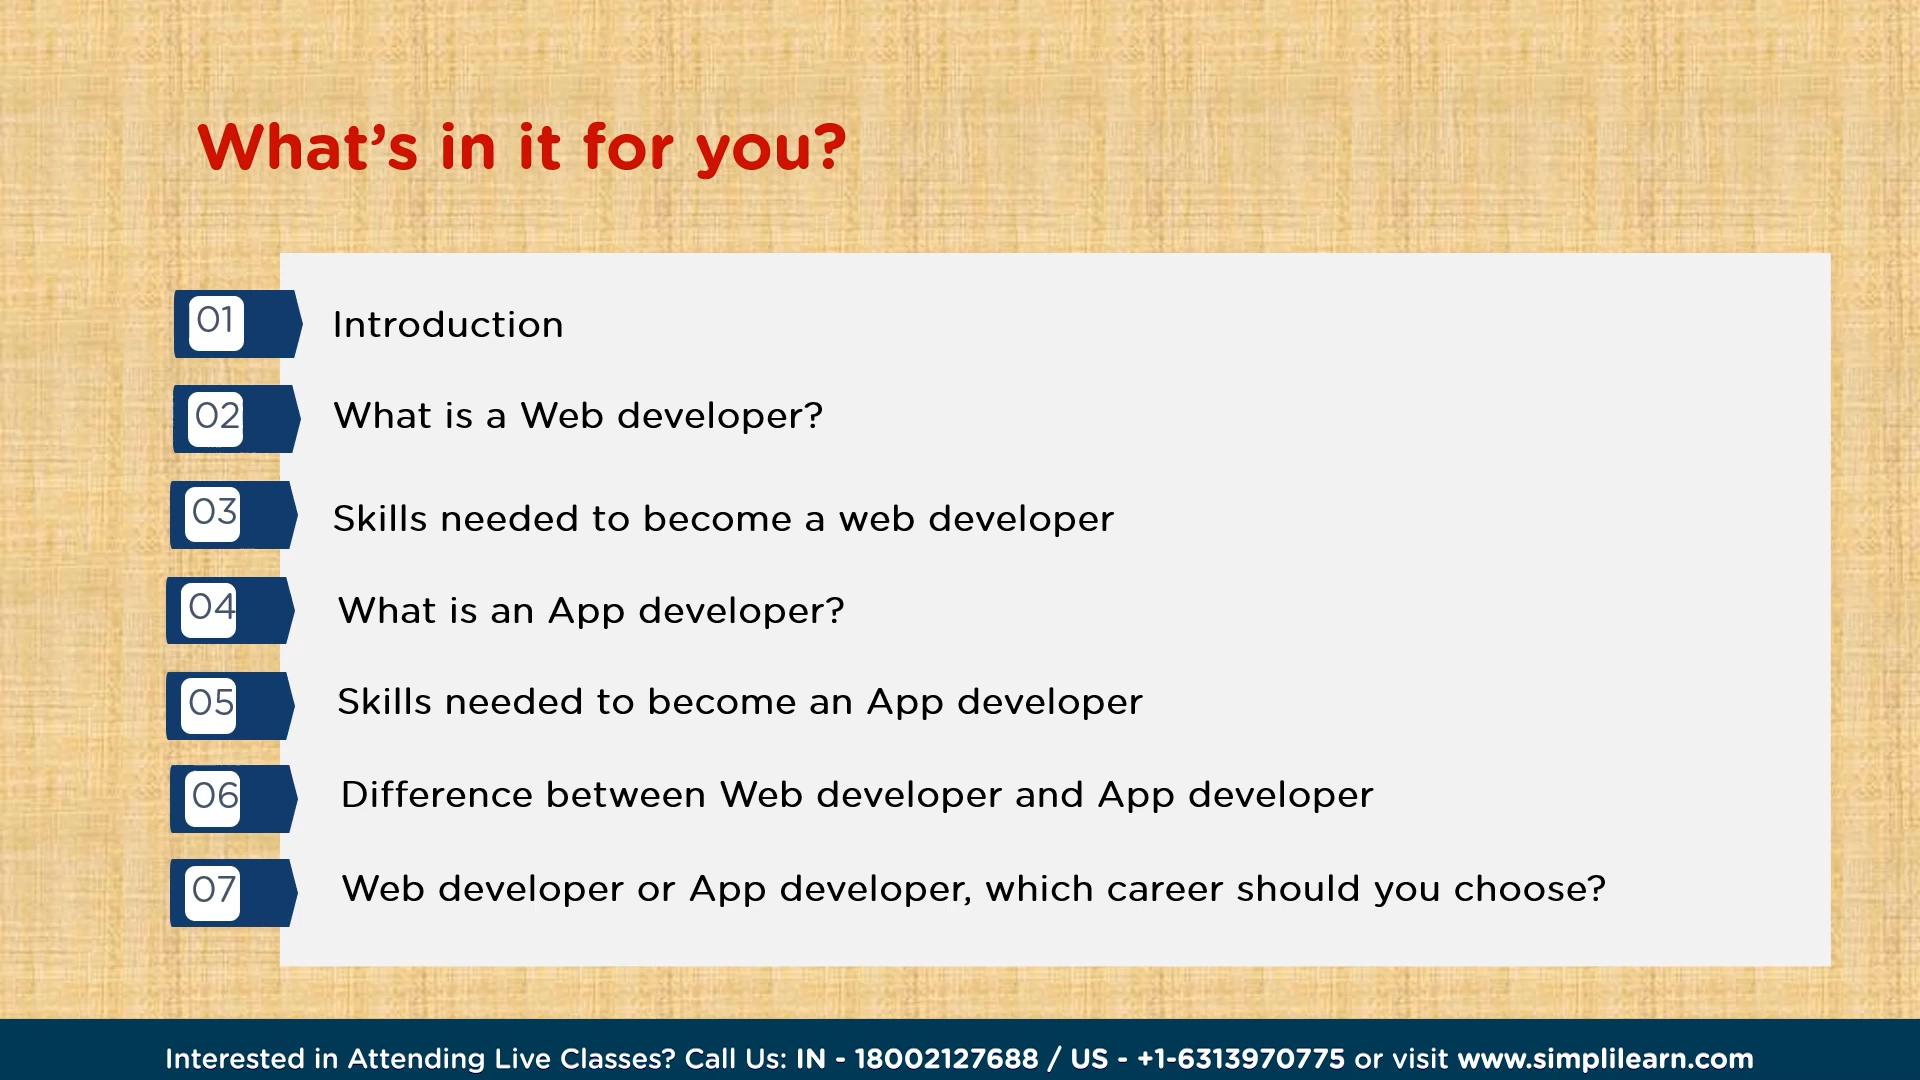 What’s in it for you?
01 Introduction
02 What is a Web developer?
03 Skills needed to become a web developer
04 What is an App developer?
05 Skills needed to become an App developer
06 Difference between Web developer and App developer
07 Web developer or App developer, which career should you choose?
Interested in Attending Live Classes? Call Us: IN - 18002127688 / US - +1-6313970775 or visit www.simplilearn.com